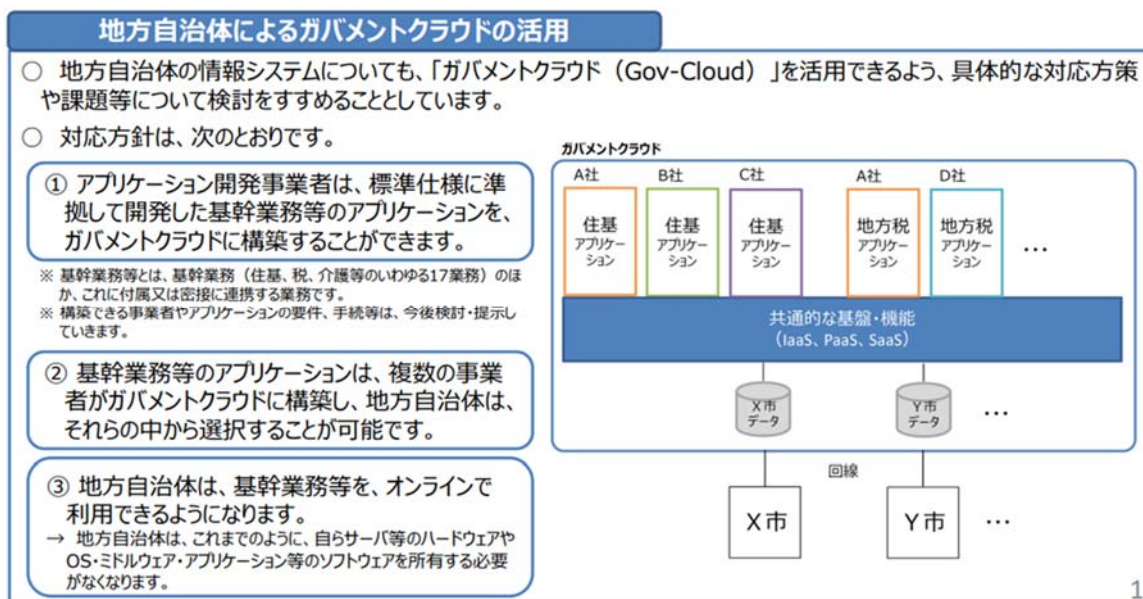 地方自治体によるガバメントクラウドの活用
○ 地方自治体の情報システムについても、「ガバメントクラウド（Gov-Cloud）」を活用できるよう、具体的な対応方策
や課題等について検討をすすめることとしています。
○ 対応方針は、次のとおりです。
① アプリケーション開発事業者は、標準仕様に準
拠して開発した基幹業務等のアプリケーションを、
ガバメントクラウドに構築することができます。
※ 基幹業務等とは、基幹業務（住基、税、介護等のいわゆる17業務）のほ
か、これに付属又は密接に連携する業務です。
※ 構築できる事業者やアプリケーションの要件、手続等は、今後検討・提示し
ていきます。
② 基幹業務等のアプリケーションは、複数の事業
者がガバメントクラウドに構築し、地方自治体は、
それらの中から選択することが可能です。
③ 地方自治体は、基幹業務等を、オンラインで
利用できるようになります。
→ 地方自治体は、これまでのように、自らサーバ等のハードウェアや
OS・ミドルウェア・アプリケーション等のソフトウェアを所有する必要
がなくなります。
ガバメントクラウド
A社 B社 C社 A社 D社
住基 住基 住基 地方税 地方税
アプリケー アプリケー アプリケー アプリケー アプリケー …
ション ション ション ション ション
共通的な基盤・機能
（IaaS、PaaS、SaaS）
X市 Y市 …
データ データ
回線
X市 Y市 …
1